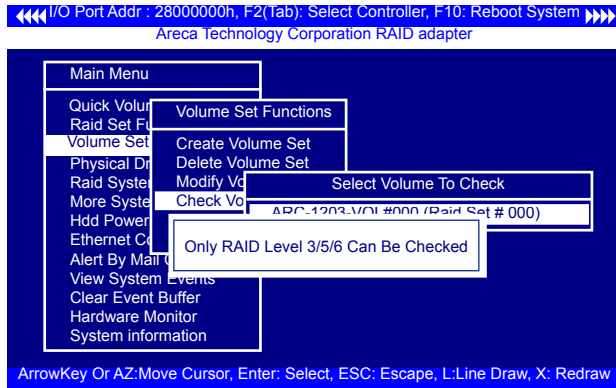 I/O Port Addr : 28000000h, F2(Tab): Select Controller, F10: Reboot System
Areca Technology Corporation RAID adapter
Main Menu
Quick Volu
Raid Set Fu
Volume Set
Physical Dr
Raid Syste
More Syste
Hdd Power
Ethernet Co
Alert By Mail C
View System Events
Clear Event Buffer
Hardware Monitor
System information
Volume Set Functions
Create Volume Set
Delete Volume Set
Modify Vo
Check Vo
Select Volume To Check
ARC-1203-VOL#000 (Raid Set # 000)
Only RAID Level 3/5/6 Can Be Checked
ArrowKey Or AZ:Move Cursor, Enter: Select, ESC: Escape, L:Line Draw, X: Redraw